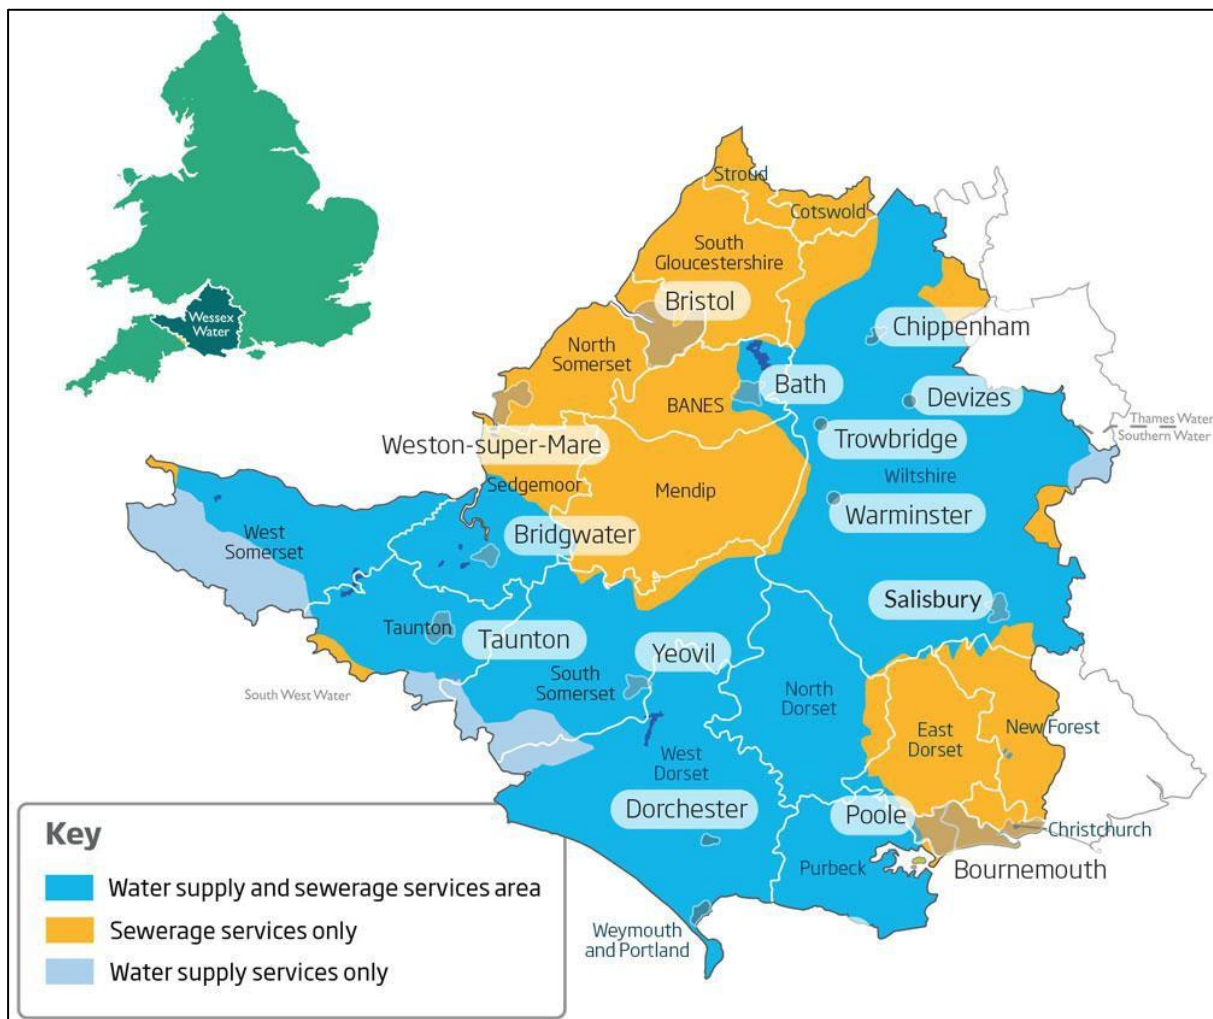 Wessex
Water
Stroud
Cotswold
South
Gloucestershire
Bristol
Chippenham
North
Somerset
Bath
Devizes
BANES
Thames Water
Southern Water
Weston-super-Mare
Trowbridge
Wiltshire
Sedgemoor
Mendip
Warminster
West
Somerset
Bridgwater
Salisbury
Taunton
Taunton
Yeovil
South
Somerset
South West Water
North
Dorset
East
Dorset
New Forest
West
Dorset
Dorchester
Poole
Christchurch
Purbeck
Bournemouth
Weymouth
and Portland
Key
Water supply and sewerage services area
Sewerage services only
Water supply services only